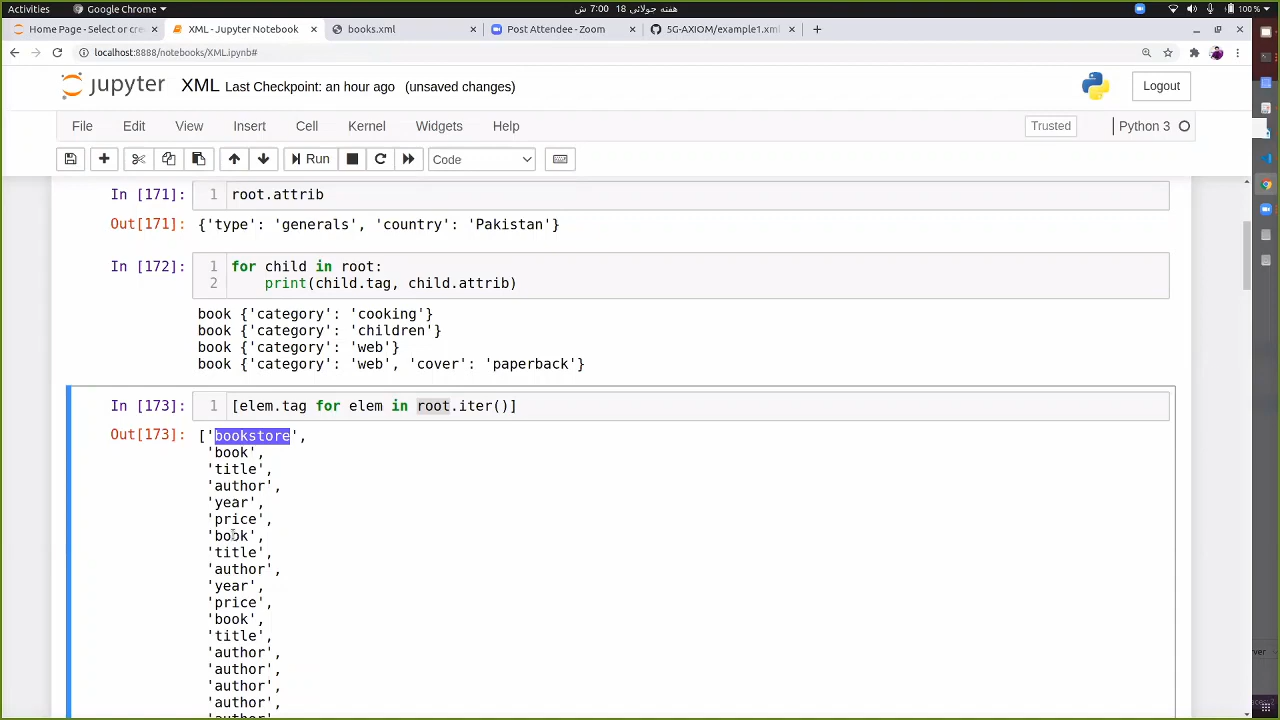 Activities Google Chrome هفته جولائی 18 7:00 ش 100 %
Home Page - Select or cre XML - Jupyter Notebook books.xml Post Attendee - Zoom 5G-AXIOM/example1.xml
localhost:8888/notebooks/XML.ipynb#
jupyter XML Last Checkpoint: an hour ago (unsaved changes) Logout
File Edit View Insert Cell Kernel Widgets Help Trusted Python 3
Run Code
In [171]: 1 root.attrib
Out[171]: {'type': 'generals', 'country': 'Pakistan'}
In [172]: 1 for child in root:
2 print(child.tag, child.attrib)
book {'category': 'cooking'}
book {'category': 'children'}
book {'category': 'web'}
book {'category': 'web', 'cover': 'paperback'}
In [173]: 1 [elem.tag for elem in root.iter()]
Out[173]: ['bookstore',
'book',
'title',
'author',
'year',
'price',
'book',
'title',
'author',
'year',
'price',
'book',
'title',
'author',
'author',
'author',
'author',